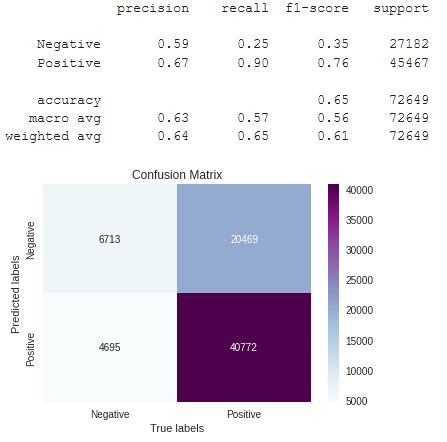 precision recall f1-score support
Negative 0.59 0.25 0.35 27182
Positive 0.67 0.90 0.76 45467
accuracy 0.65 72649
macro avg 0.63 0.57 0.56 72649
weighted avg 0.64 0.65 0.61 72649
Confusion Matrix
40000
35000
30000
25000
20000
15000
10000
5000
Predicted labels
Negative
6713 20469
Positive
4695 40772
Negative Positive
True labels